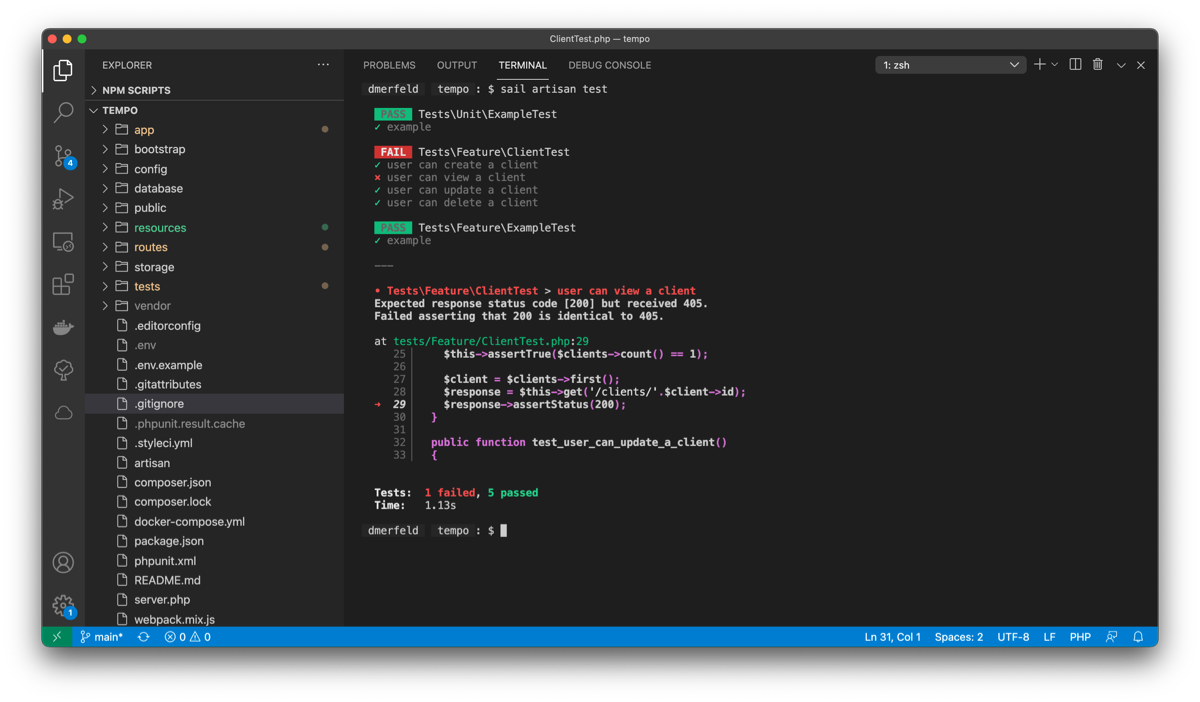 ClientTest.php — tempo
EXPLORER
NPM SCRIPTS
TEMPO
app
bootstrap
config
database
public
resources
routes
storage
tests
vendor
.editorconfig
.env
.env.example
.gitattributes
.gitignore
.phpunit.result.cache
.styleci.yml
artisan
composer.json
composer.lock
docker-compose.yml
package.json
phpunit.xml
README.md
server.php
webpack.mix.js
4
1
PROBLEMS OUTPUT TERMINAL DEBUG CONSOLE 1: zsh
dmerfeld tempo : $ sail artisan test
PASS Tests\Unit\ExampleTest
✓ example
FAIL Tests\Feature\ClientTest
✓ user can create a client
⨯ user can view a client
✓ user can update a client
✓ user can delete a client
PASS Tests\Feature\ExampleTest
✓ example
———
• Tests\Feature\ClientTest > user can view a client
Expected response status code [200] but received 405.
Failed asserting that 200 is identical to 405.
at tests/Feature/ClientTest.php:29
25 $this->assertTrue($clients->count() == 1);
26
27 $client = $clients->first();
28 $response = $this->get('/clients/'.$client->id);
➜ 29 $response->assertStatus(200);
30 }
31
32 public function test_user_can_update_a_client()
33 {
Tests: 1 failed, 5 passed
Time: 1.13s
dmerfeld tempo : $
main* 0 0 Ln 31, Col 1 Spaces: 2 UTF-8 LF PHP